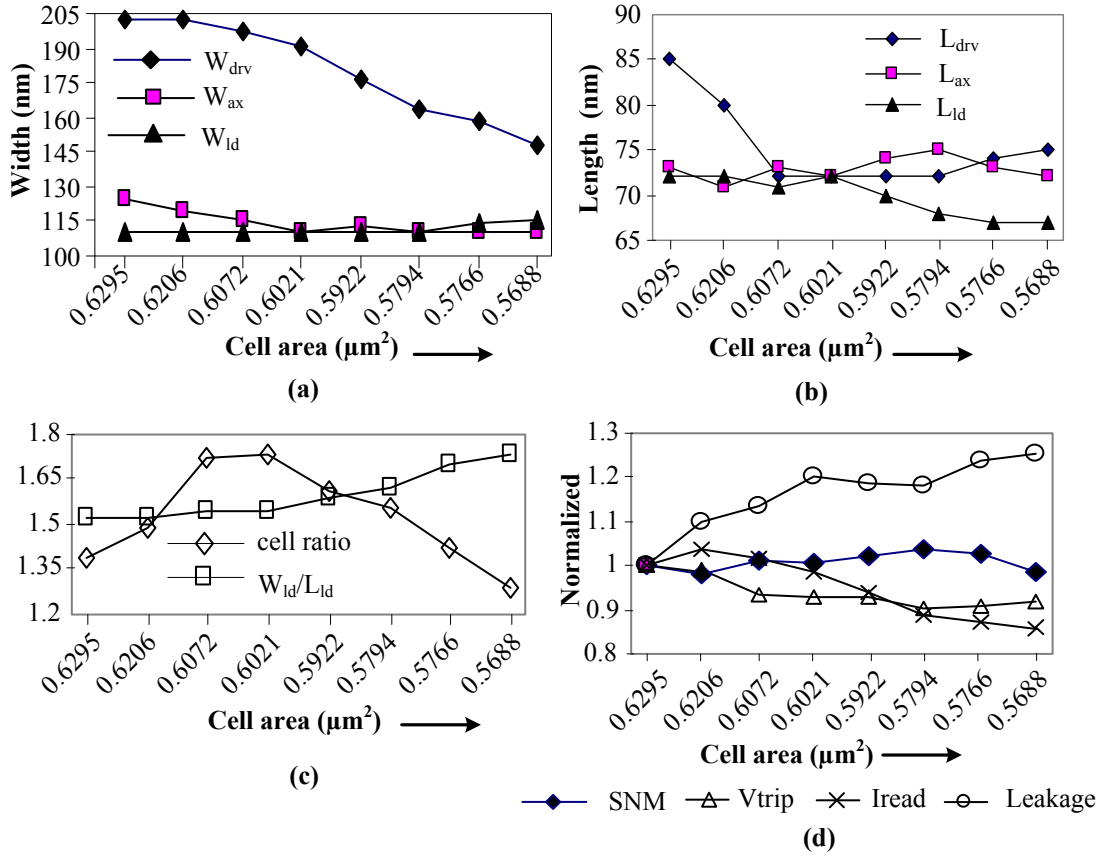 205
190
175
160
145
130
115
100
Width (nm)
W_drv
W_ax
W_ld
0.6295
0.6206
0.6072
0.6021
0.5922
0.5794
0.5766
0.5688
Cell area (µm²)
(a)
90
85
80
75
70
65
Length (nm)
L_drv
L_ax
L_ld
0.6295
0.6206
0.6072
0.6021
0.5922
0.5794
0.5766
0.5688
Cell area (µm²)
(b)
1.8
1.65
1.5
1.35
1.2
cell ratio
W_ld/L_ld
0.6295
0.6206
0.6072
0.6021
0.5922
0.5794
0.5766
0.5688
Cell area (µm²)
(c)
1.3
1.2
1.1
1
0.9
0.8
Normalized
0.6295
0.6206
0.6072
0.6021
0.5922
0.5794
0.5766
0.5688
Cell area (µm²)
SNM Vtrip Iread Leakage
(d)